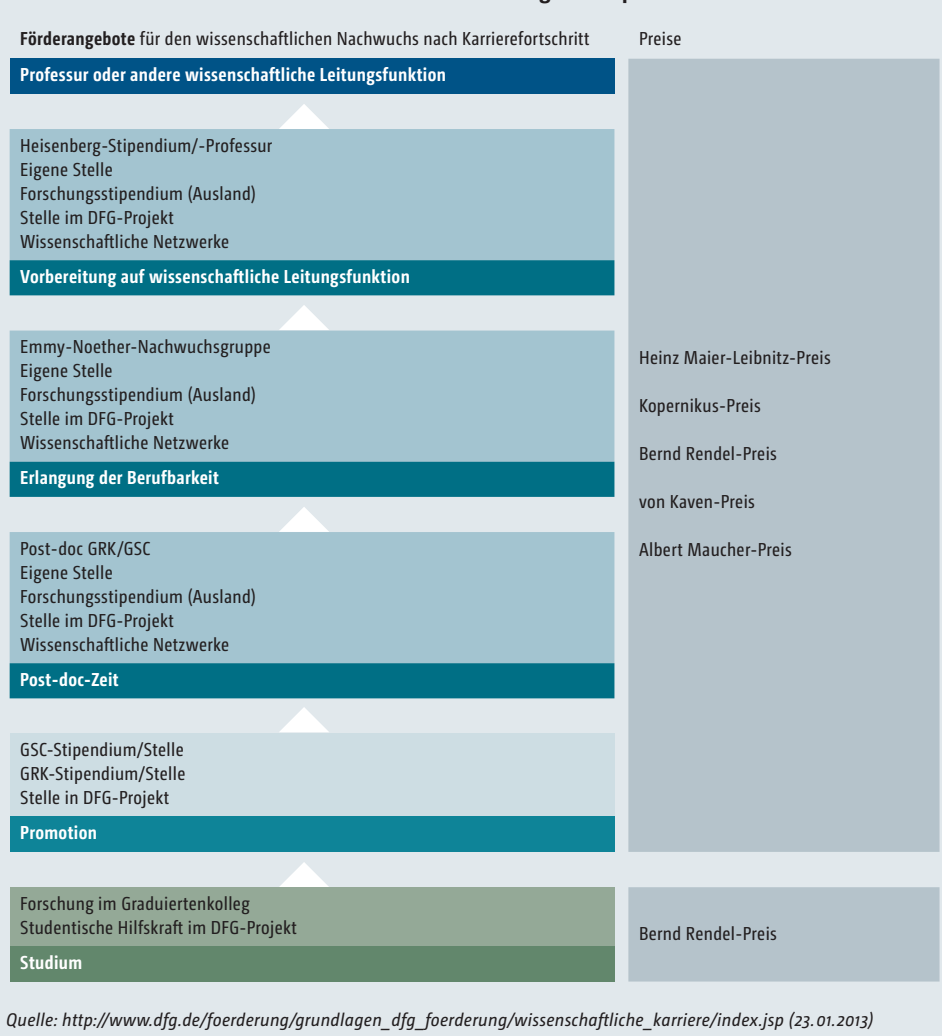 Förderangebote für den wissenschaftlichen Nachwuchs nach Karrierefortschritt
Preise
Professur oder andere wissenschaftliche Leitungsfunktion
Heisenberg-Stipendium/-Professur
Eigene Stelle
Forschungsstipendium (Ausland)
Stelle im DFG-Projekt
Wissenschaftliche Netzwerke
Vorbereitung auf wissenschaftliche Leitungsfunktion
Emmy-Noether-Nachwuchsgruppe
Eigene Stelle
Forschungsstipendium (Ausland)
Stelle im DFG-Projekt
Wissenschaftliche Netzwerke
Erlangung der Berufbarkeit
Post-doc GRK/GSC
Eigene Stelle
Forschungsstipendium (Ausland)
Stelle im DFG-Projekt
Wissenschaftliche Netzwerke
Post-doc-Zeit
GSC-Stipendium/Stelle
GRK-Stipendium/Stelle
Stelle in DFG-Projekt
Promotion
Heinz Maier-Leibnitz-Preis
Kopernikus-Preis
Bernd Rendel-Preis
von Kaven-Preis
Albert Maucher-Preis
Forschung im Graduiertenkolleg
Studentische Hilfskraft im DFG-Projekt
Studium
Bernd Rendel-Preis
Quelle: http://www.dfg.de/foerderung/grundlagen_dfg_foerderung/wissenschaftliche_karriere/index.jsp (23.01.2013)